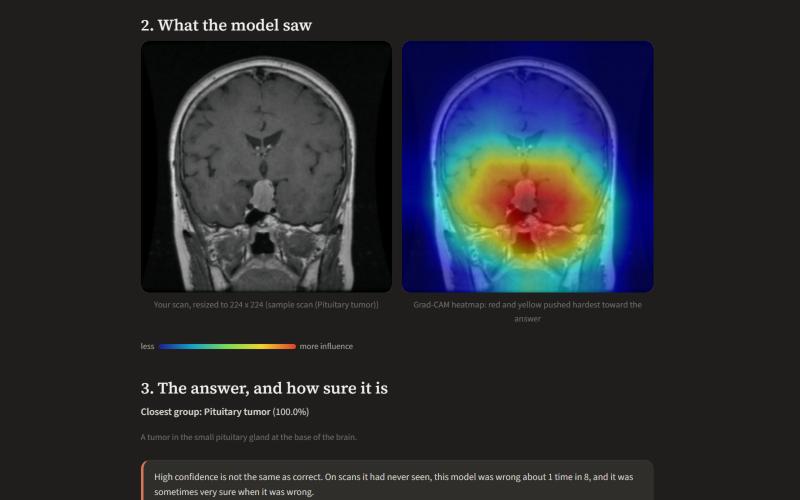 2. What the model saw
Your scan, resized to 224 x 224 (sample scan (Pituitary tumor))
Grad-CAM heatmap: red and yellow pushed hardest toward the
answer
less
more influence
3. The answer, and how sure it is
Closest group: Pituitary tumor (100.0%)
A tumor in the small pituitary gland at the base of the brain.
High confidence is not the same as correct. On scans it had never seen, this model was wrong about 1 time in 8, and it was
sometimes very sure when it was wrong.